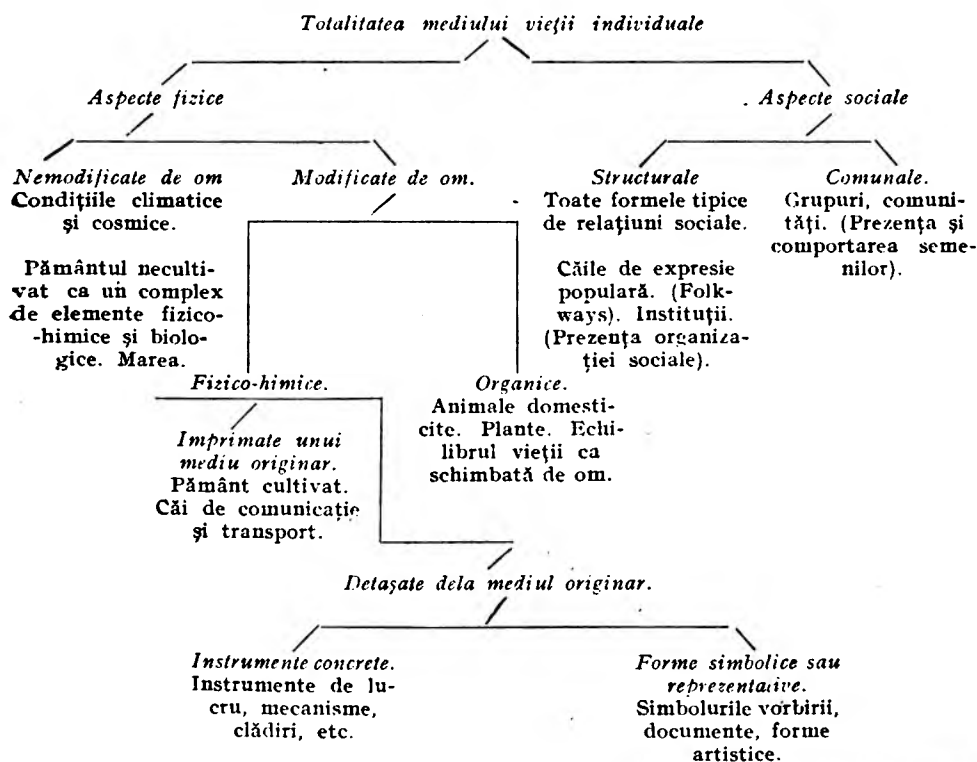 Totalitatea mediului vieții individuale
Aspecte fizice
Aspecte sociale
Nemodificate de om
Condițiile climatice
și cosmice.
Pământul neculti-
vat ca un complex
de elemente fizico-
-himice și biolo-
gice. Marea.
Modificate de om.
Structurale
Toate formele tipice
de relațiuni sociale.
Căile de expresie
populară. (Folk-
ways). Instituții.
(Prezența organiza-
ției sociale).
Comunale.
Grupuri, comuni-
tăți. (Prezența și
comportarea seme-
nilor).
Fizico-himice.
Imprimate unui
mediu originar.
Pământ cultivat.
Căi de comunicație
și transport.
Organice.
Animale domesti-
cite. Plante. Echi-
librul vieții ca
schimbată de om.
Detașate dela mediul originar.
Instrumente concrete.
Instrumente de lu-
cru, mecanisme,
clădiri, etc.
Forme simbolice sau
reprezentative.
Simbolurile vorbirii,
documente, forme
artistice.